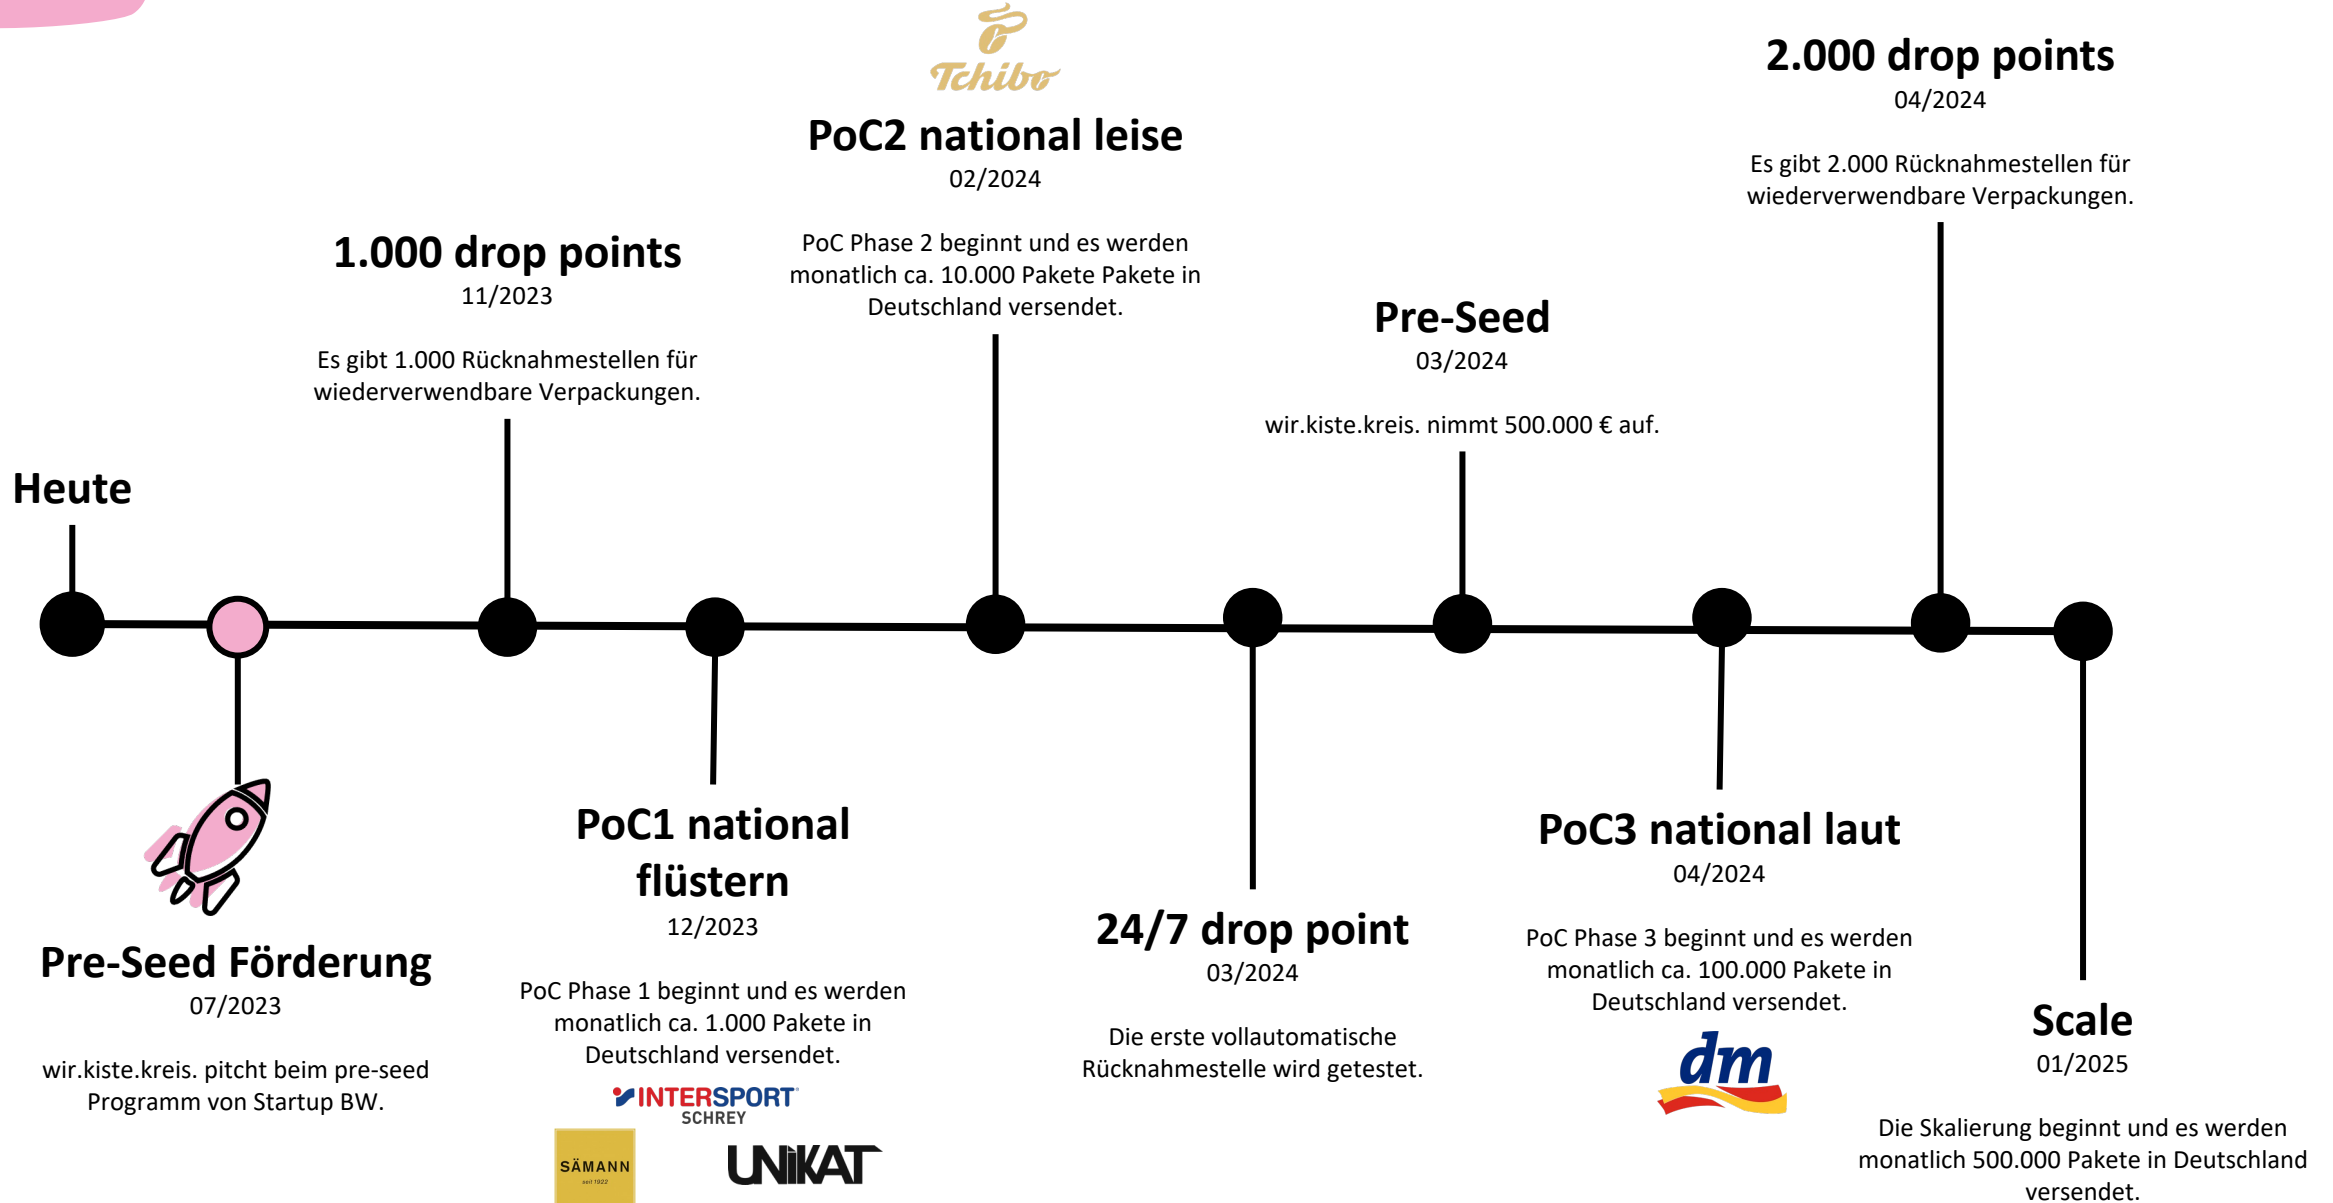 Heute
Pre-Seed Förderung
07/2023
wir.kiste.kreis. pitcht beim pre-seed
Programm von Startup BW.
1.000 drop points
11/2023
Es gibt 1.000 Rücknahmestellen für
wiederverwendbare Verpackungen.
PoC1 national
flüstern
12/2023
PoC Phase 1 beginnt und es werden
monatlich ca. 1.000 Pakete in
Deutschland versendet.
INTERSPORT
SCHREY
SÄMANN
seit 1922
UNiKAT
Tchibo
PoC2 national leise
02/2024
PoC Phase 2 beginnt und es werden
monatlich ca. 10.000 Pakete Pakete in
Deutschland versendet.
24/7 drop point
03/2024
Die erste vollautomatische
Rücknahmestelle wird getestet.
Pre-Seed
03/2024
wir.kiste.kreis. nimmt 500.000 € auf.
PoC3 national laut
04/2024
PoC Phase 3 beginnt und es werden
monatlich ca. 100.000 Pakete in
Deutschland versendet.
dm
2.000 drop points
04/2024
Es gibt 2.000 Rücknahmestellen für
wiederverwendbare Verpackungen.
Scale
01/2025
Die Skalierung beginnt und es werden
monatlich 500.000 Pakete in Deutschland
versendet.